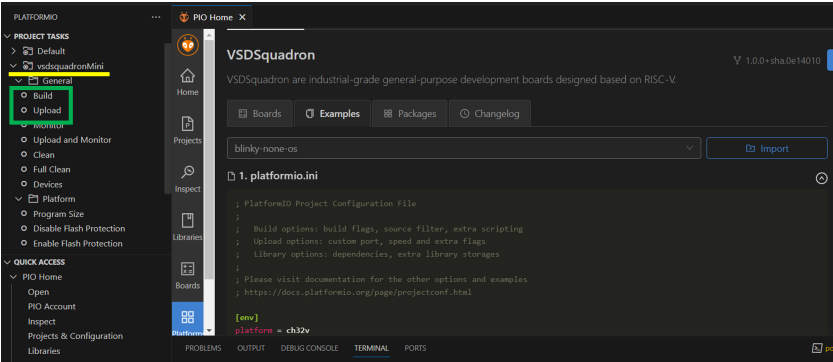 PLATFORMIO
PROJECT TASKS
Default
vsdsquadronMini
General
Build
Upload
Monitor
Upload and Monitor
Clean
Full Clean
Devices
Platform
Program Size
Disable Flash Protection
Enable Flash Protection
QUICK ACCESS
PIO Home
Open
PIO Account
Inspect
Projects & Configuration
Libraries
PIO Home
Home
Projects
Inspect
Libraries
Boards
Platforms
VSDSquadron
1.0.0+sha.0e14010
VSDSquadron are industrial-grade general-purpose development boards designed based on RISC-V.
Boards Examples Packages Changelog
blinky-none-os
Import
1. platformio.ini
; PlatformIO Project Configuration File
;
; Build options: build flags, source filter, extra scripting
; Upload options: custom port, speed and extra flags
; Library options: dependencies, extra library storages
;
; Please visit documentation for the other options and examples
; https://docs.platformio.org/page/projectconf.html
[env]
platform = ch32v
PROBLEMS OUTPUT DEBUG CONSOLE TERMINAL PORTS